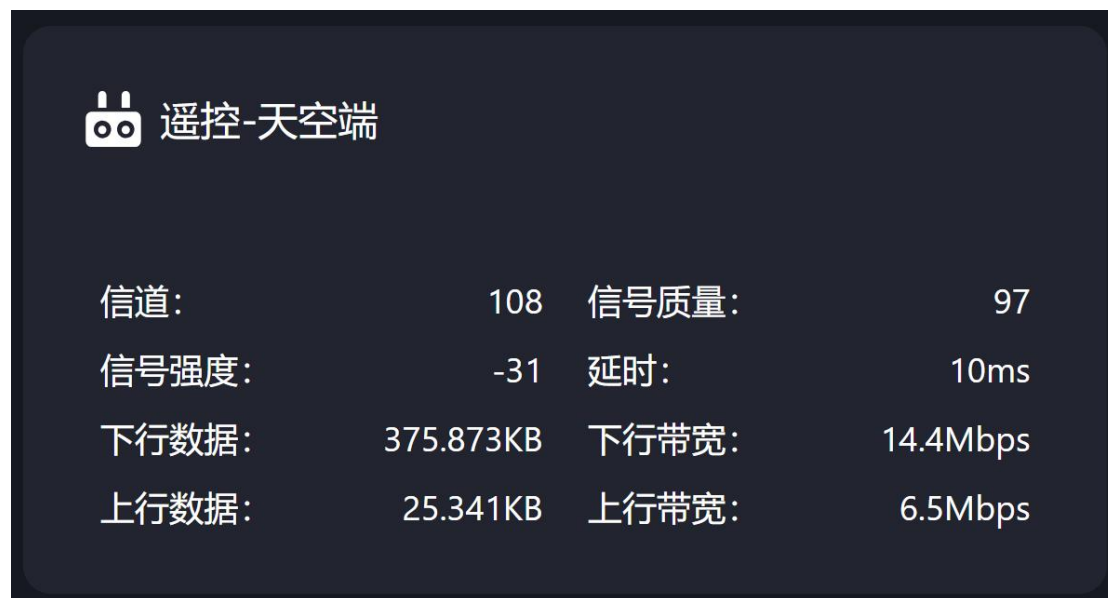 遥控-天空端
信道： 108 信号质量： 97
信号强度： -31 延时： 10ms
下行数据： 375.873KB 下行带宽： 14.4Mbps
上行数据： 25.341KB 上行带宽： 6.5Mbps